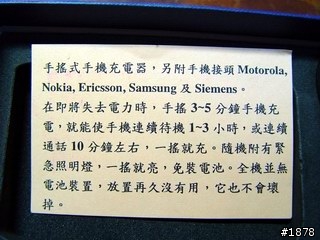 手搖式手機充電器，另附手機接頭 Motorola,
Nokia, Ericsson, Samsung 及 Siemens。
在即將失去電力時，手搖 3~5 分鐘手機充
電，就能使手機連續待機 1~3 小時，或連續
通話 10 分鐘左右，一搖就充。隨機附有緊
急照明燈，一搖就亮，免裝電池。全機並無
電池裝置，放置再久沒有用，它也不會壞
掉。
#1878